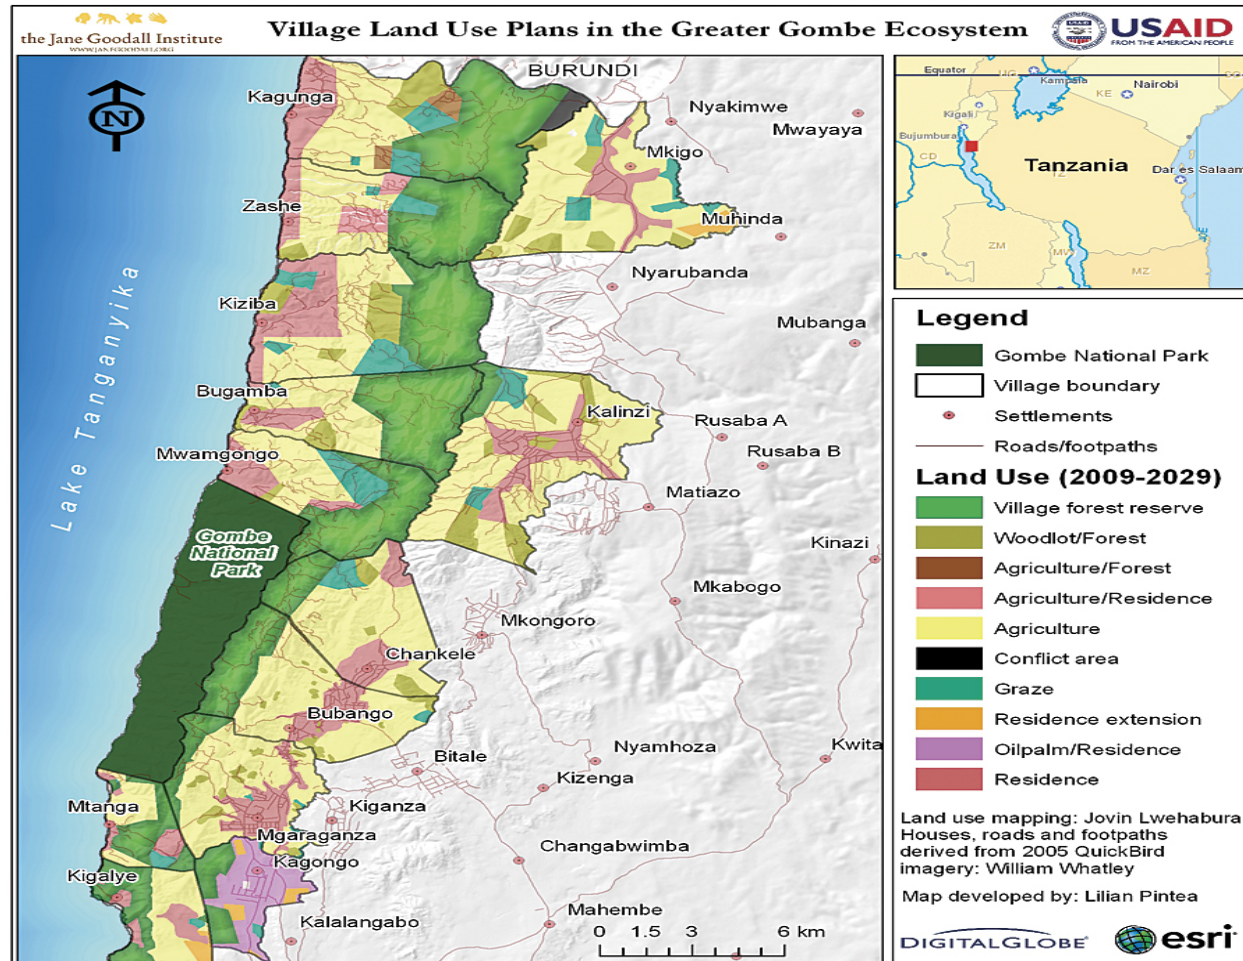 the Jane Goodall Institute
WWW.JANEGOODALL.ORG
Village Land Use Plans in the Greater Gombe Ecosystem
USAID
FROM THE AMERICAN PEOPLE
BURUNDI
Kagunga
Nyakimwe
Mwayaya
N
Mkigo
Zashe
Muhinda
Nyarubanda
Kiziba
Mubanga
Bugamba
Kalinzi
Rusaba A
Mwamgongo
Rusaba B
Matiazo
Lake Tanganyika
Gombe
National
Park
Kinazi
Mkabogo
Mkongoro
Chankele
Bubango
Nyamhoza
Kwita
Bitale
Kizenga
Mtanga
Kiganza
Mgaraganza
Changabwimba
Kagongo
Kigalye
Kalalangabo
Mahembe
0 1.5 3 6 km
Equator
UG
Kampala
KE
Nairobi
Kigali
Bujumbura
CD
Tanzania
TZ
Dar es Salaam
ZM
MW
MZ
Legend
Gombe National Park
Village boundary
Settlements
Roads/footpaths
Land Use (2009-2029)
Village forest reserve
Woodlot/Forest
Agriculture/Forest
Agriculture/Residence
Agriculture
Conflict area
Graze
Residence extension
Oilpalm/Residence
Residence
Land use mapping: Jovin Lwehabura
Houses, roads and footpaths
derived from 2005 QuickBird
imagery: William Whatley
Map developed by: Lilian Pintea
DIGITALGLOBE
esri